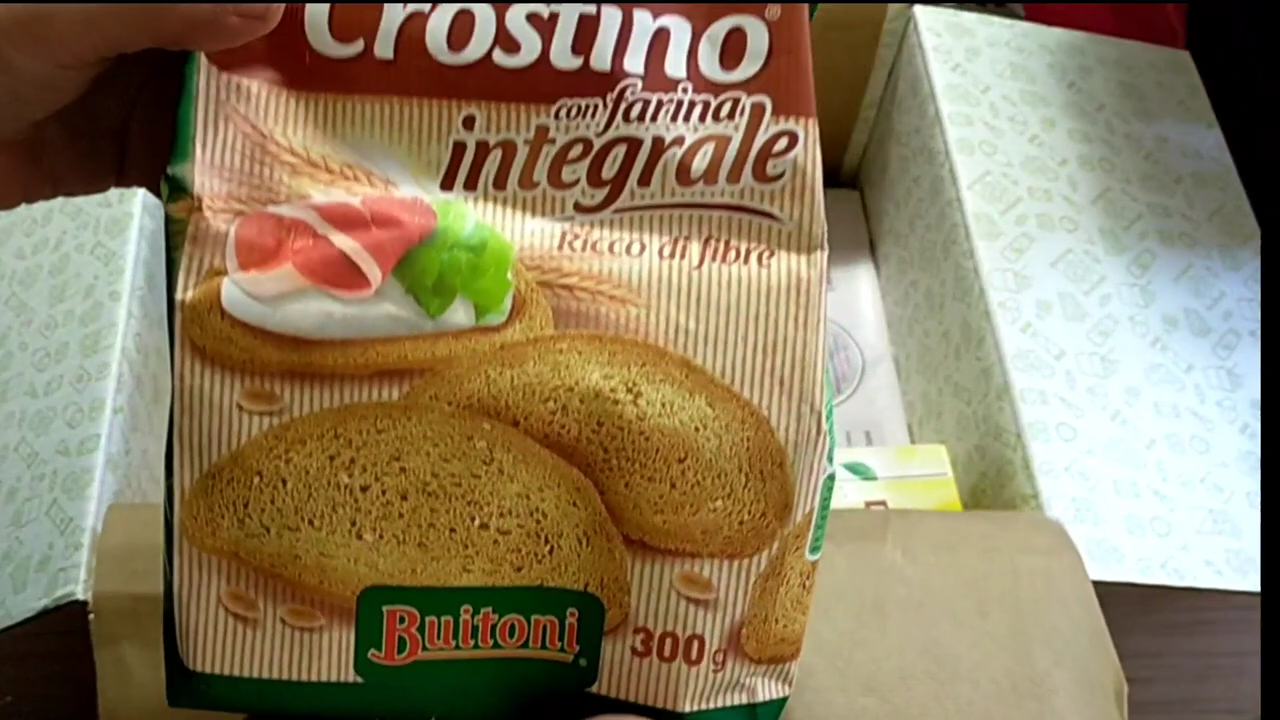 Crostino®
con farina
integrale
Ricco di fibre
Buitoni
300g